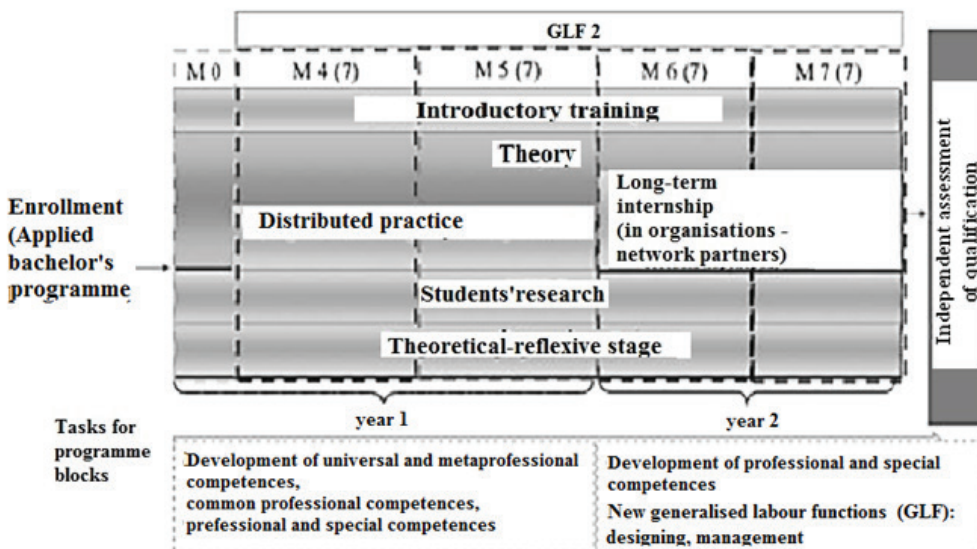 GLF 2
M 0
M 4 (7)
M 5 (7)
M 6 (7)
M 7 (7)
Introductory training
Theory
Enrollment
(Applied
bachelor's
programme)
Distributed practice
Long-term
internship
(in organisations -
network partners)
Students'research
Theoretical-reflexive stage
Independent assessment
of qualification
year 1
year 2
Tasks for
programme
blocks
Development of universal and metaprofessional
competences,
common professional competences,
prefessional and special competences
Development of professional and special
competences
New generalised labour functions (GLF):
designing, management